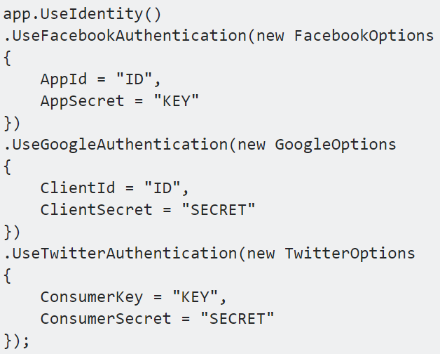 app.UseIdentity()
.UseFacebookAuthentication(new FacebookOptions
{
    AppId = "ID",
    AppSecret = "KEY"
})
.UseGoogleAuthentication(new GoogleOptions
{
    ClientId = "ID",
    ClientSecret = "SECRET"
})
.UseTwitterAuthentication(new TwitterOptions
{
    ConsumerKey = "KEY",
    ConsumerSecret = "SECRET"
});